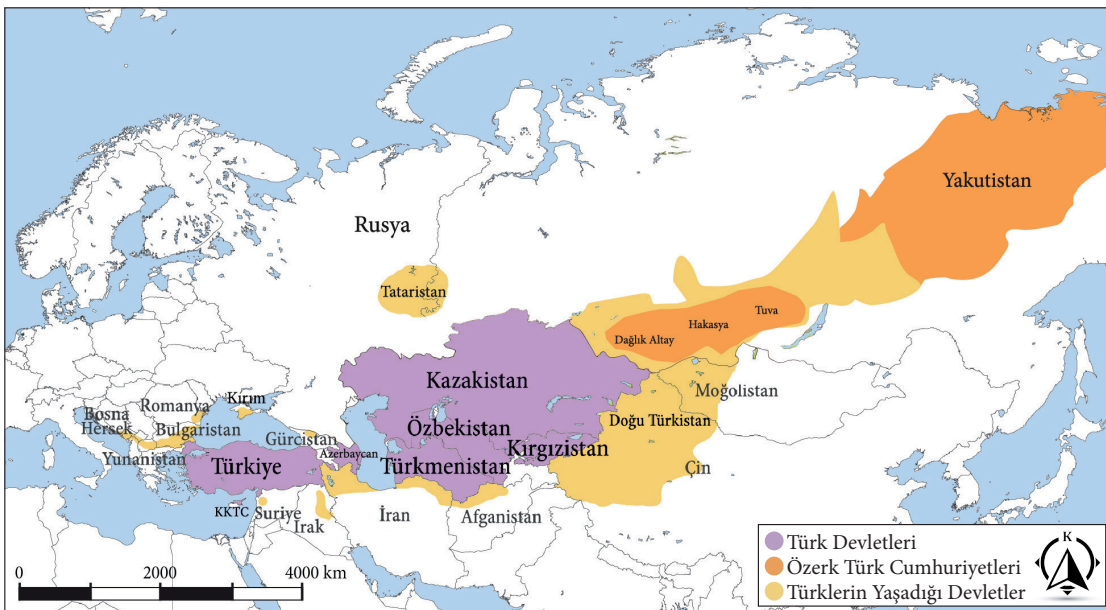 Yakutistan
Rusya
Tataristan
Tuva
Hakasya
Dağlık Altay
Kazakistan
Moğolistan
Kırım
Romanya
Bosna
Hersek
Bulgaristan
Doğu Türkistan
Özbekistan
Gürcistan
Kırgızistan
Azerbaycan
Yunanistan
Türkiye
Türkmenistan
Çin
KKTC
Suriye
Irak
İran
Afganistan
0 2000 4000 km
Türk Devletleri
Özerk Türk Cumhuriyetleri
Türklerin Yaşadığı Devletler
K